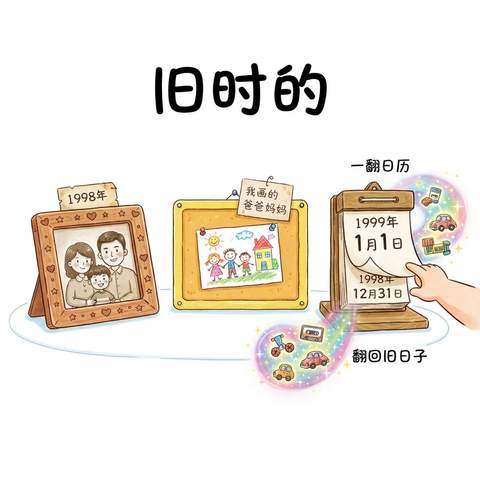 旧时的
1998年
我画的
爸爸妈妈
一翻日历
1999年
1月1日
1998年
12月31日
翻回旧日子